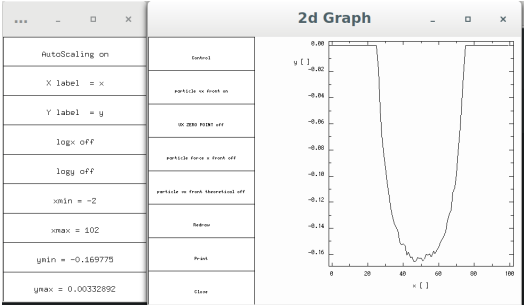 ...
2d Graph
AutoScaling on
X label = x
Y label = y
logx off
logy off
xmin = -2
xmax = 102
ymin = -0.169775
ymax = 0.00332892
Control
particle vx front on
VX ZERO POINT off
particle force x front off
particle vx front theoretical off
Redraw
Print
Close
y [ ]
0.00
-0.02
-0.04
-0.06
-0.08
-0.10
-0.12
-0.14
-0.16
0 20 40 60 80 100
x [ ]